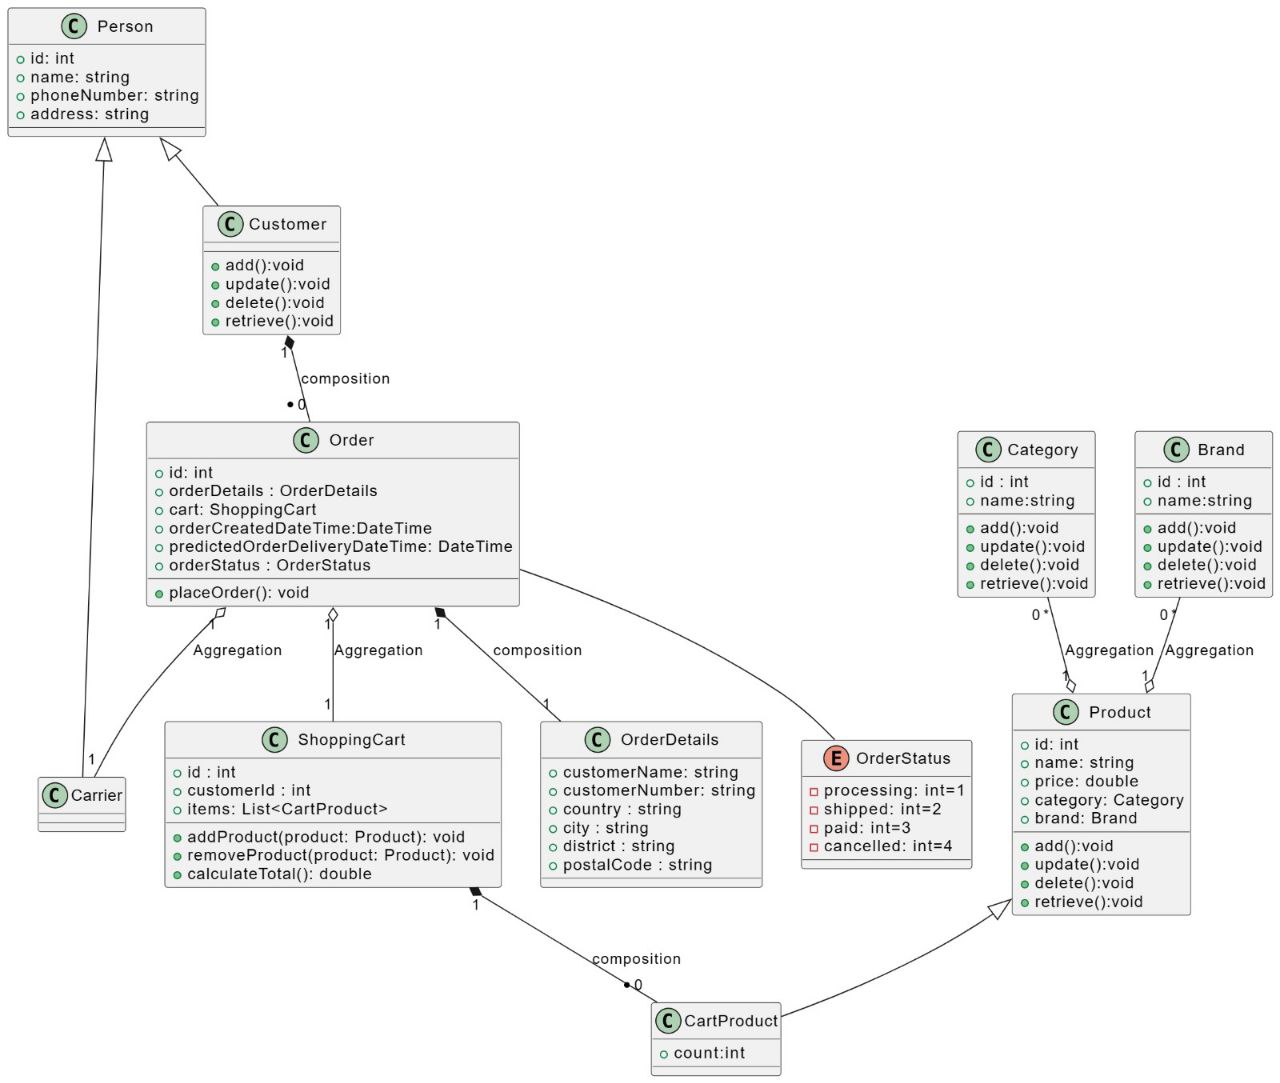 C Person
id: int
name: string
phoneNumber: string
address: string
C Customer
add():void
update():void
delete():void
retrieve():void
1
composition
• 0
C Order
id: int
orderDetails : OrderDetails
cart: ShoppingCart
orderCreatedDateTime:DateTime
predictedOrderDeliveryDateTime: DateTime
orderStatus : OrderStatus
placeOrder(): void
C Category
id : int
name:string
add():void
update():void
delete():void
retrieve():void
C Brand
id : int
name:string
add():void
update():void
delete():void
retrieve():void
1
Aggregation
1
1
Aggregation
1
1
composition
1
0 *
Aggregation
1
0 *
Aggregation
1
C Carrier
C ShoppingCart
id : int
customerId : int
items: List<CartProduct>
addProduct(product: Product): void
removeProduct(product: Product): void
calculateTotal(): double
C OrderDetails
customerName: string
customerNumber: string
country : string
city : string
district : string
postalCode : string
E OrderStatus
processing: int=1
shipped: int=2
paid: int=3
cancelled: int=4
C Product
id: int
name: string
price: double
category: Category
brand: Brand
add():void
update():void
delete():void
retrieve():void
1
composition
• 0
C CartProduct
count:int